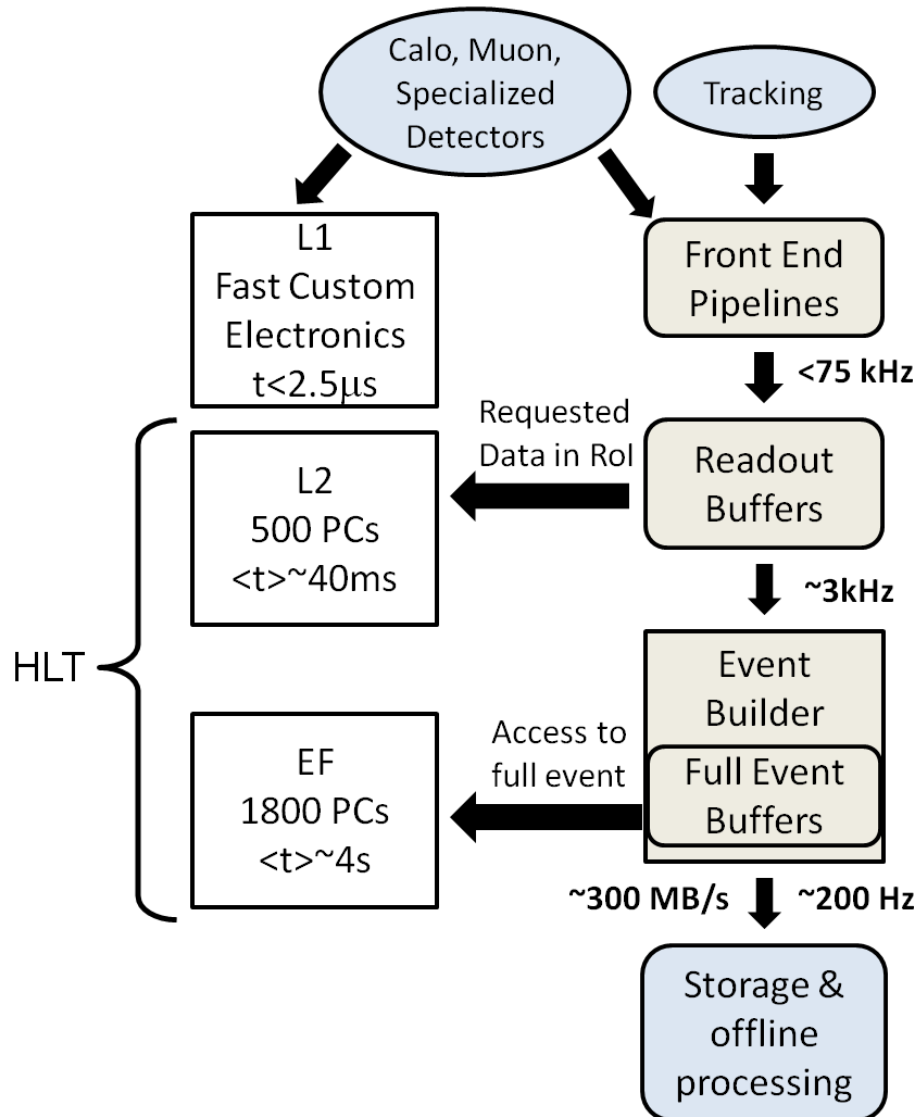 Calo, Muon,
Specialized
Detectors
Tracking
L1
Fast Custom
Electronics
t<2.5μs
Front End
Pipelines
<75 kHz
Requested
Data in RoI
L2
500 PCs
<t>~40ms
Readout
Buffers
~3kHz
HLT
Event
Builder
Full Event
Buffers
Access to
full event
EF
1800 PCs
<t>~4s
~300 MB/s
~200 Hz
Storage &
offline
processing